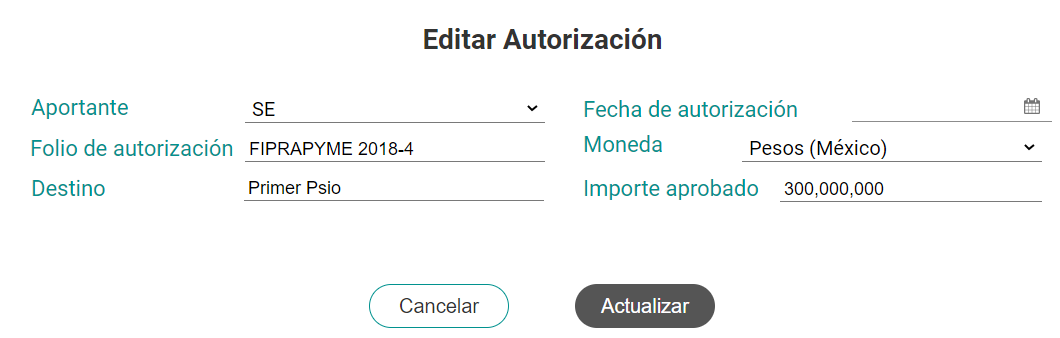 Editar Autorización
Aportante SE
Fecha de autorización
Folio de autorización FIPRAPYME 2018-4
Moneda Pesos (México)
Destino Primer Psio
Importe aprobado 300,000,000
Cancelar
Actualizar